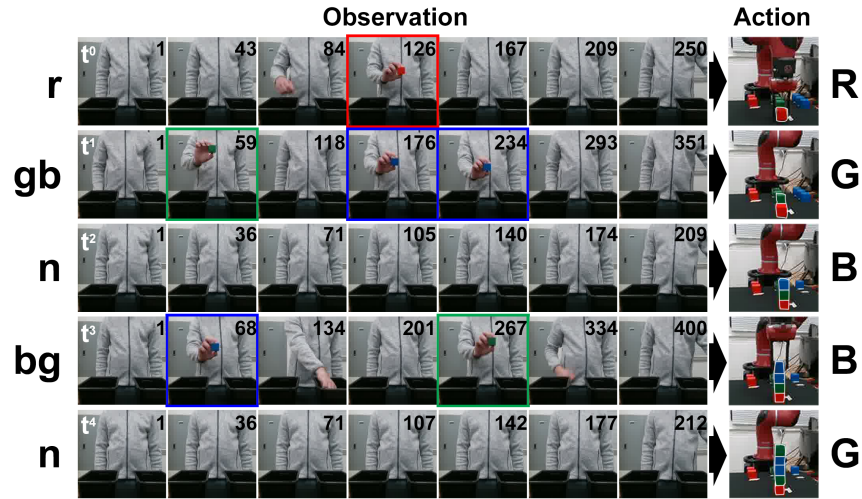 Observation Action
r t⁰ 1 43 84 126 167 209 250 R
gb t¹ 1 59 118 176 234 293 351 G
n t² 1 36 71 105 140 174 209 B
bg t³ 1 68 134 201 267 334 400 B
n t⁴ 1 36 71 107 142 177 212 G